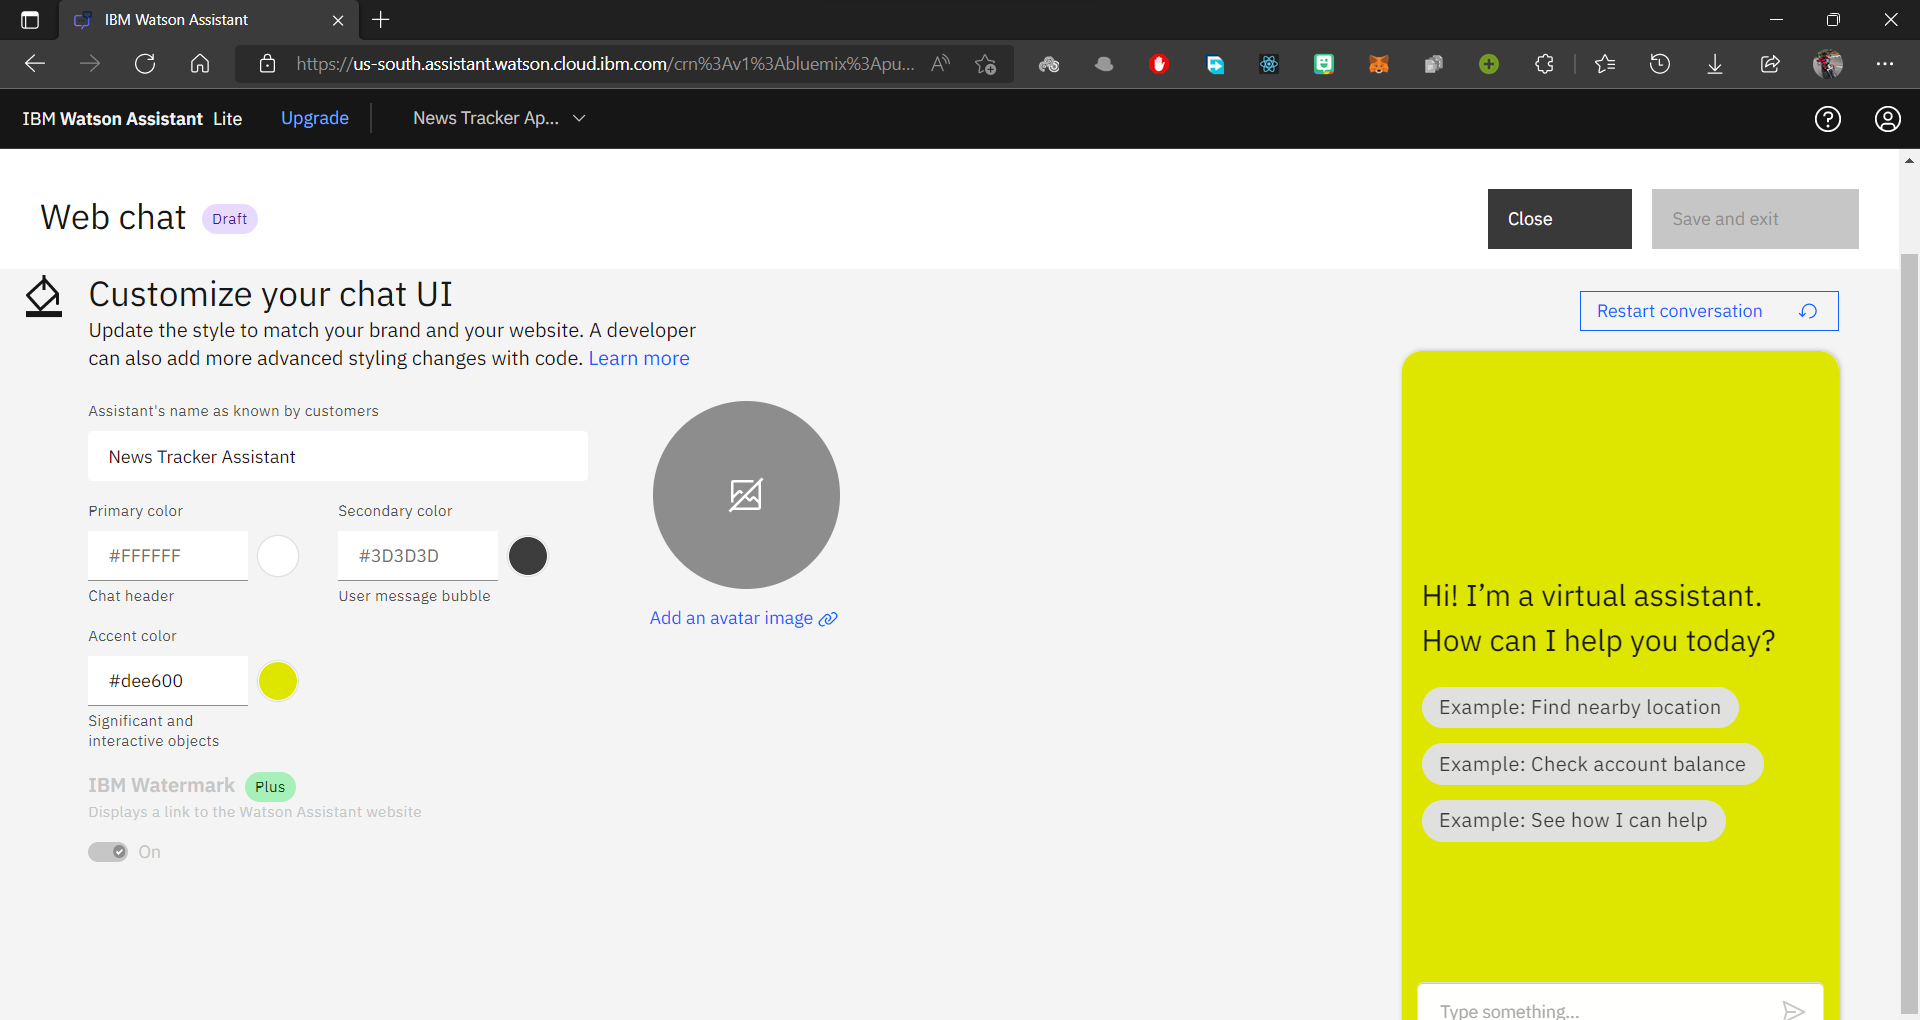 IBM Watson Assistant
https://us-south.assistant.watson.cloud.ibm.com/crn%3Av1%3Abluemix%3Apu...
IBM Watson Assistant Lite
Upgrade
News Tracker Ap...
Web chat
Draft
Close
Save and exit
Customize your chat UI
Update the style to match your brand and your website. A developer
can also add more advanced styling changes with code. Learn more
Restart conversation
Assistant's name as known by customers
News Tracker Assistant
Primary color
Secondary color
#FFFFFF
#3D3D3D
Chat header
User message bubble
Add an avatar image
Accent color
#dee600
Significant and
interactive objects
IBM Watermark
Plus
Displays a link to the Watson Assistant website
On
Hi! I’m a virtual assistant.
How can I help you today?
Example: Find nearby location
Example: Check account balance
Example: See how I can help
Type something...